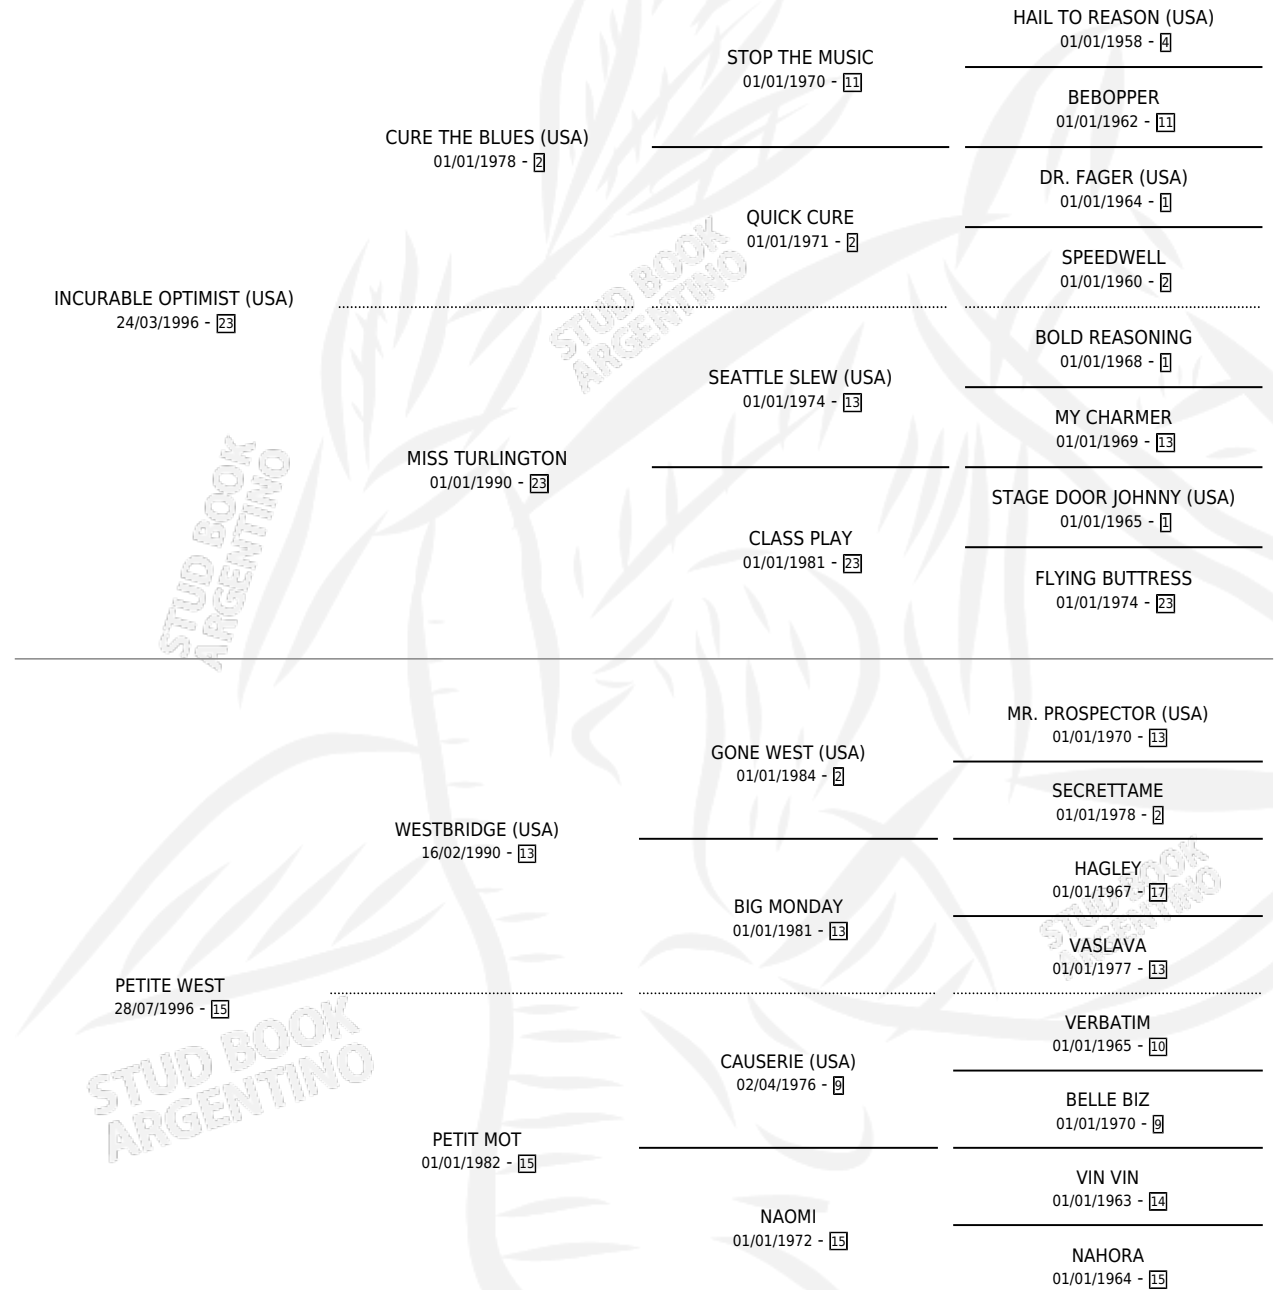 HAIL TO REASON (USA)
01/01/1958 - 4
STOP THE MUSIC
01/01/1970 - 11
BEBOPPER
01/01/1962 - 11
CURE THE BLUES (USA)
01/01/1978 - 2
DR. FAGER (USA)
01/01/1964 - 1
QUICK CURE
01/01/1971 - 2
SPEEDWELL
01/01/1960 - 2
INCURABLE OPTIMIST (USA)
24/03/1996 - 23
BOLD REASONING
01/01/1968 - 1
SEATTLE SLEW (USA)
01/01/1974 - 13
MY CHARMER
01/01/1969 - 13
MISS TURLINGTON
01/01/1990 - 23
STAGE DOOR JOHNNY (USA)
01/01/1965 - 1
CLASS PLAY
01/01/1981 - 23
FLYING BUTTRESS
01/01/1974 - 23
MR. PROSPECTOR (USA)
01/01/1970 - 13
GONE WEST (USA)
01/01/1984 - 2
SECRETTAME
01/01/1978 - 2
WESTBRIDGE (USA)
16/02/1990 - 13
HAGLEY
01/01/1967 - 17
BIG MONDAY
01/01/1981 - 13
VASLAVA
01/01/1977 - 13
PETITE WEST
28/07/1996 - 15
VERBATIM
01/01/1965 - 10
CAUSERIE (USA)
02/04/1976 - 9
BELLE BIZ
01/01/1970 - 9
PETIT MOT
01/01/1982 - 15
VIN VIN
01/01/1963 - 14
NAOMI
01/01/1972 - 15
NAHORA
01/01/1964 - 15
STUD BOOK
ARGENTINO
STUD BOOK
ARGENTINO
STUD BOOK
ARGENTINO
STUD BOOK
ARGENTINO